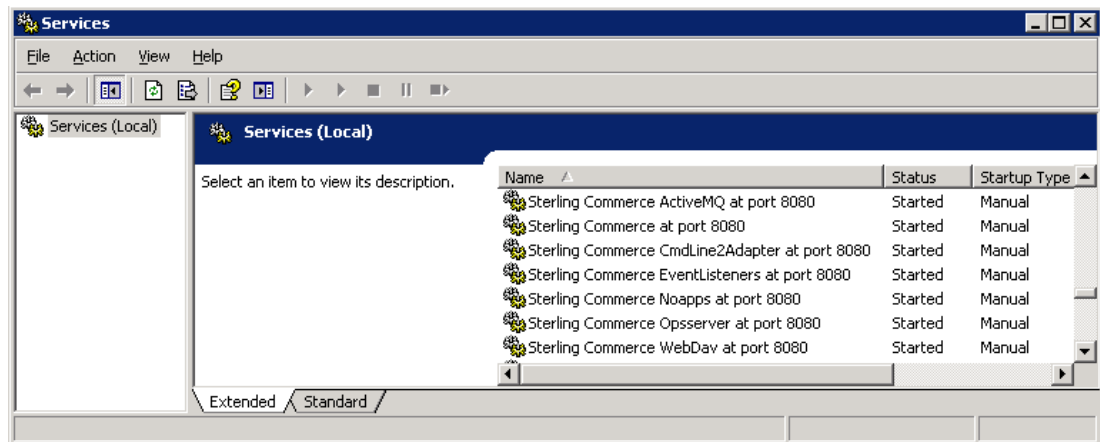 Services
File Action View Help
Services (Local)
Services (Local)
Select an item to view its description.
Name Status Startup Type
Sterling Commerce ActiveMQ at port 8080 Started Manual
Sterling Commerce at port 8080 Started Manual
Sterling Commerce CmdLine2Adapter at port 8080 Started Manual
Sterling Commerce EventListeners at port 8080 Started Manual
Sterling Commerce Noapps at port 8080 Started Manual
Sterling Commerce Opsserver at port 8080 Started Manual
Sterling Commerce WebDav at port 8080 Started Manual
Extended Standard